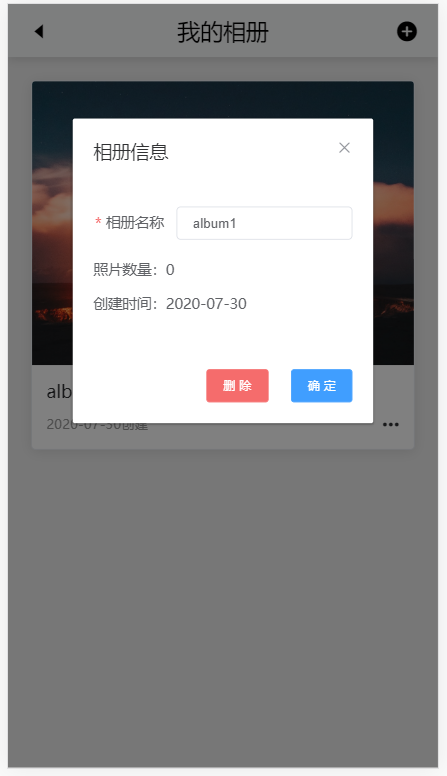 我的相册
相册信息
* 相册名称 album1
照片数量：0
创建时间：2020-07-30
删 除 确 定
alb
2020-07-30创建